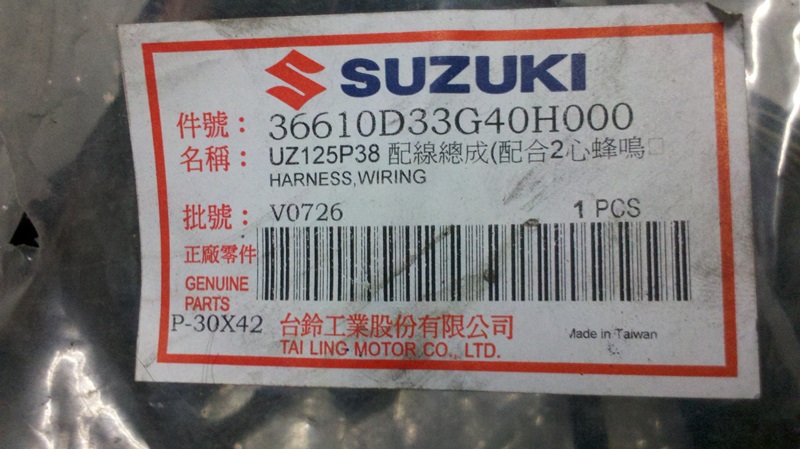 SUZUKI
件號：36610D33G40H000
名稱：UZ125P38 配線總成(配合2心蜂鳴□
HARNESS,WIRING
批號：V0726 1 PCS
正廠零件
GENUINE
PARTS
P-30X42 台鈴工業股份有限公司 Made in Taiwan
TAI LING MOTOR CO., LTD.